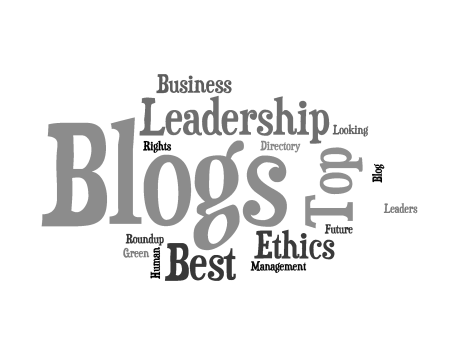 Business
Leadership
Looking
Rights
Directory
Blogs
Top
Blog
Leaders
Future
Roundup
Ethics
Green
Human
Best
Management